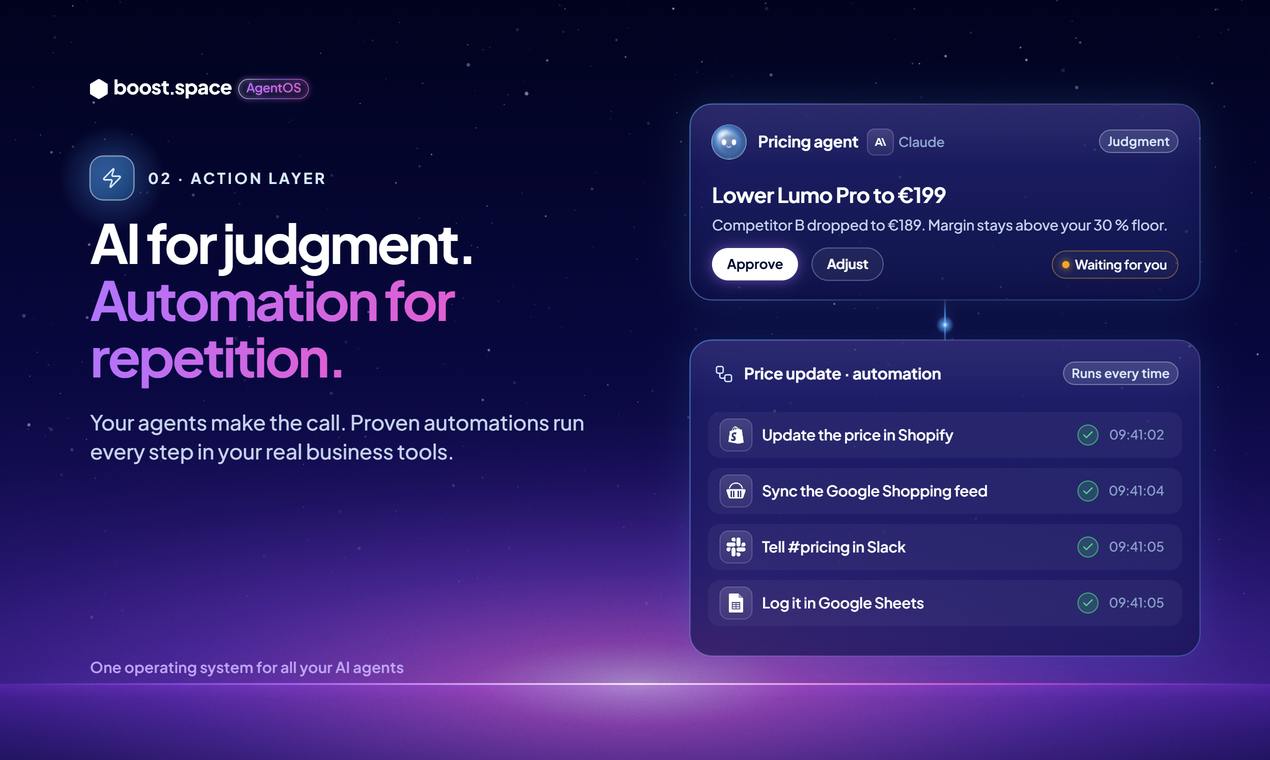 boost.space AgentOS
02 · ACTION LAYER
AI for judgment.
Automation for
repetition.
Your agents make the call. Proven automations run
every step in your real business tools.
One operating system for all your AI agents
Pricing agent A\ Claude Judgment
Lower Lumo Pro to €199
Competitor B dropped to €189. Margin stays above your 30 % floor.
Approve Adjust Waiting for you
Price update · automation Runs every time
Update the price in Shopify 09:41:02
Sync the Google Shopping feed 09:41:04
Tell #pricing in Slack 09:41:05
Log it in Google Sheets 09:41:05